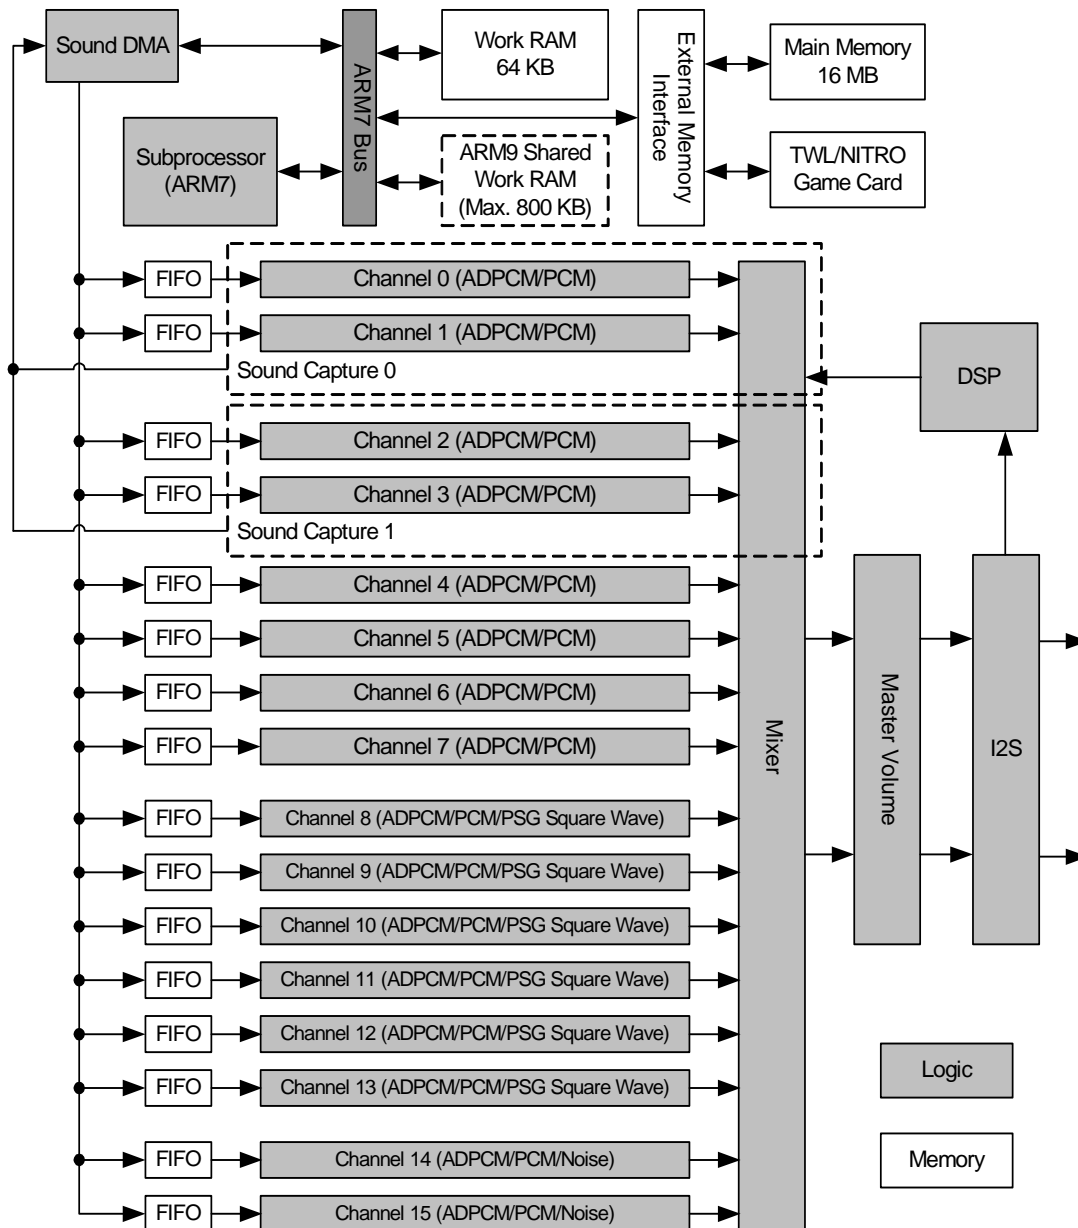 Sound DMA
ARM7 Bus
Work RAM
64 KB
External Memory
Interface
Main Memory
16 MB
Subprocessor
(ARM7)
ARM9 Shared
Work RAM
(Max. 800 KB)
TWL/NITRO
Game Card
FIFO
Channel 0 (ADPCM/PCM)
FIFO
Channel 1 (ADPCM/PCM)
Sound Capture 0
DSP
FIFO
Channel 2 (ADPCM/PCM)
FIFO
Channel 3 (ADPCM/PCM)
Sound Capture 1
FIFO
Channel 4 (ADPCM/PCM)
FIFO
Channel 5 (ADPCM/PCM)
FIFO
Channel 6 (ADPCM/PCM)
FIFO
Channel 7 (ADPCM/PCM)
Mixer
Master Volume
I2S
FIFO
Channel 8 (ADPCM/PCM/PSG Square Wave)
FIFO
Channel 9 (ADPCM/PCM/PSG Square Wave)
FIFO
Channel 10 (ADPCM/PCM/PSG Square Wave)
FIFO
Channel 11 (ADPCM/PCM/PSG Square Wave)
FIFO
Channel 12 (ADPCM/PCM/PSG Square Wave)
FIFO
Channel 13 (ADPCM/PCM/PSG Square Wave)
Logic
FIFO
Channel 14 (ADPCM/PCM/Noise)
Memory
FIFO
Channel 15 (ADPCM/PCM/Noise)